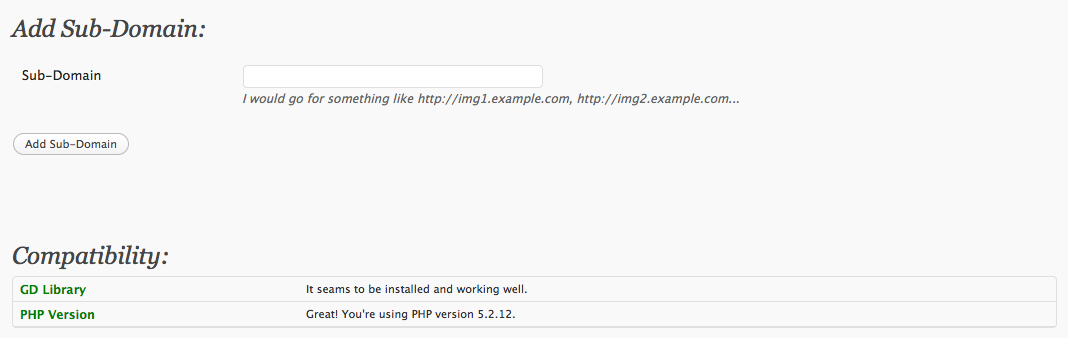 Add Sub-Domain:
Sub-Domain
I would go for something like http://img1.example.com, http://img2.example.com...
Add Sub-Domain
Compatibility:
GD Library It seams to be installed and working well.
PHP Version Great! You're using PHP version 5.2.12.